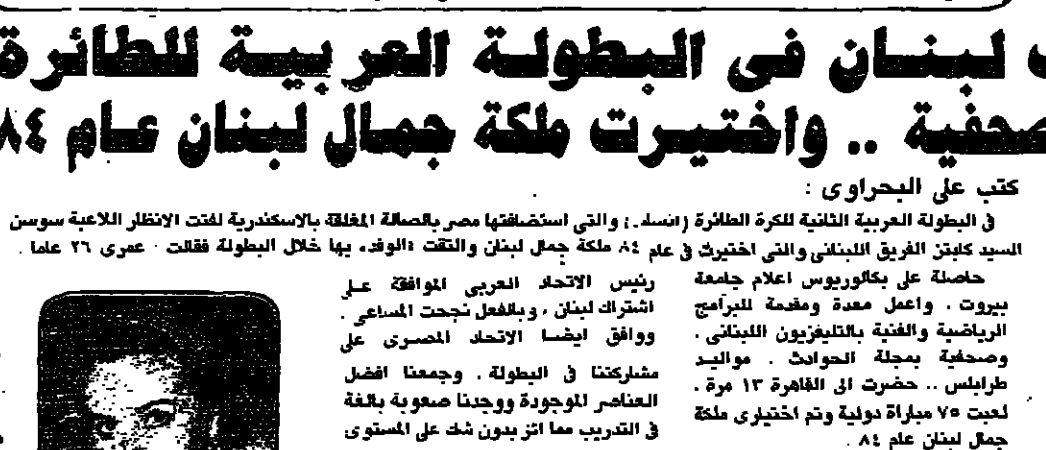 لبنان فى البطولة العربية للطائرة
صحفية .. واختيرت ملكة جمال لبنان عام ٨٤
كتب على البحراوى :
فى البطولة العربية الثانية للكرة الطائرة (انسات) والتى استضافتها مصر بالصالة المغلقة بالاسكندرية لفتت الانظار اللاعبة سوسن
السيد كابتن الفريق اللبنانى والتى اختيرت فى عام ٨٤ ملكة جمال لبنان والتقت «الوفد» بها خلال البطولة فقالت · عمرى ٢٦ عاما .
حاصلة على بكالوريوس اعلام جامعة
بيروت . واعمل معدة ومقدمة للبرامج
الرياضية والفنية بالتليفزيون اللبنانى .
وصحفية بمجلة الحوادث . مواليد
طرابلس .. حضرت الى القاهرة ١٣ مرة .
لعبت ٧٥ مباراة دولية وتم اختيارى ملكة
جمال لبنان عام ٨٤ .
رئيس الاتحاد العربى الموافقة على
اشتراك لبنان . وبالفعل نجحت المساعى .
ووافق ايضا الاتحاد المصرى على
مشاركتنا فى البطولة . وجمعنا افضل
العناصر الموجودة ووجدنا صعوبة بالغة
فى التدريب مما اثر بدون شك على المستوى